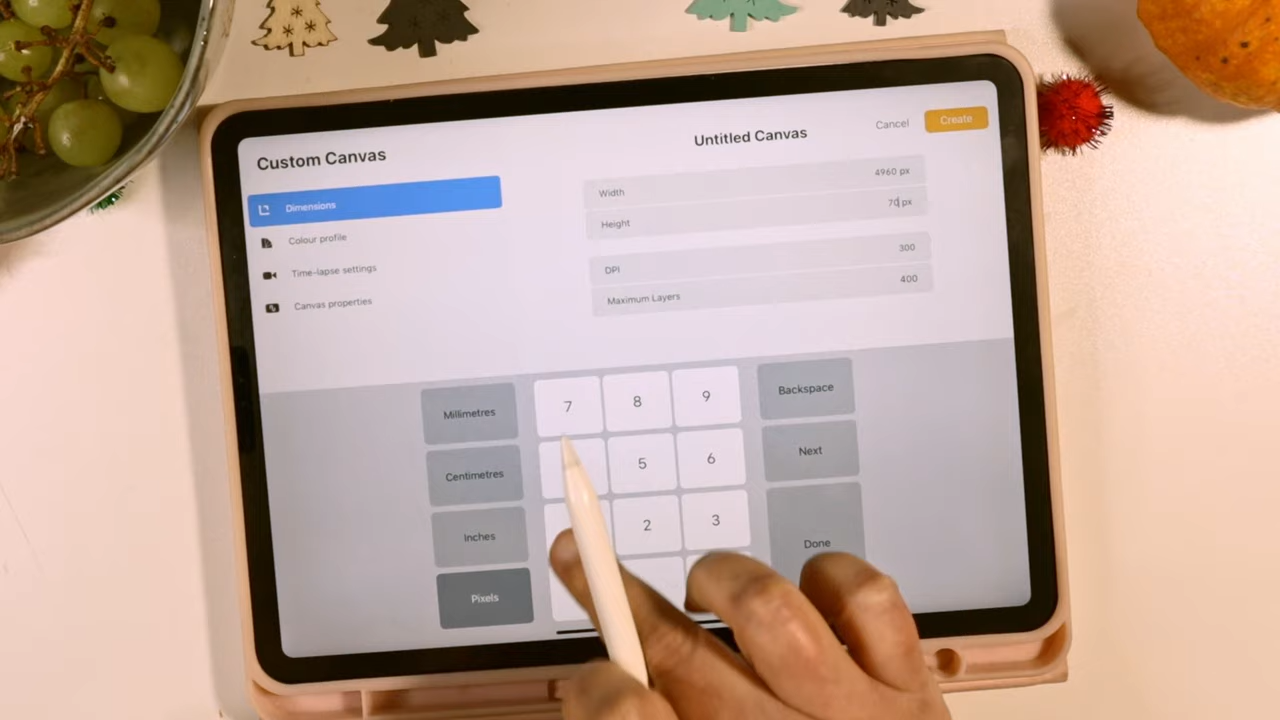 Custom Canvas
Untitled Canvas
Cancel
Create
Dimensions
Colour profile
Time-lapse settings
Canvas properties
Width 4960 px
Height 70 px
DPI 300
Maximum Layers 400
Millimetres 7 8 9 Backspace
Centimetres 5 6 Next
Inches 2 3 Done
Pixels